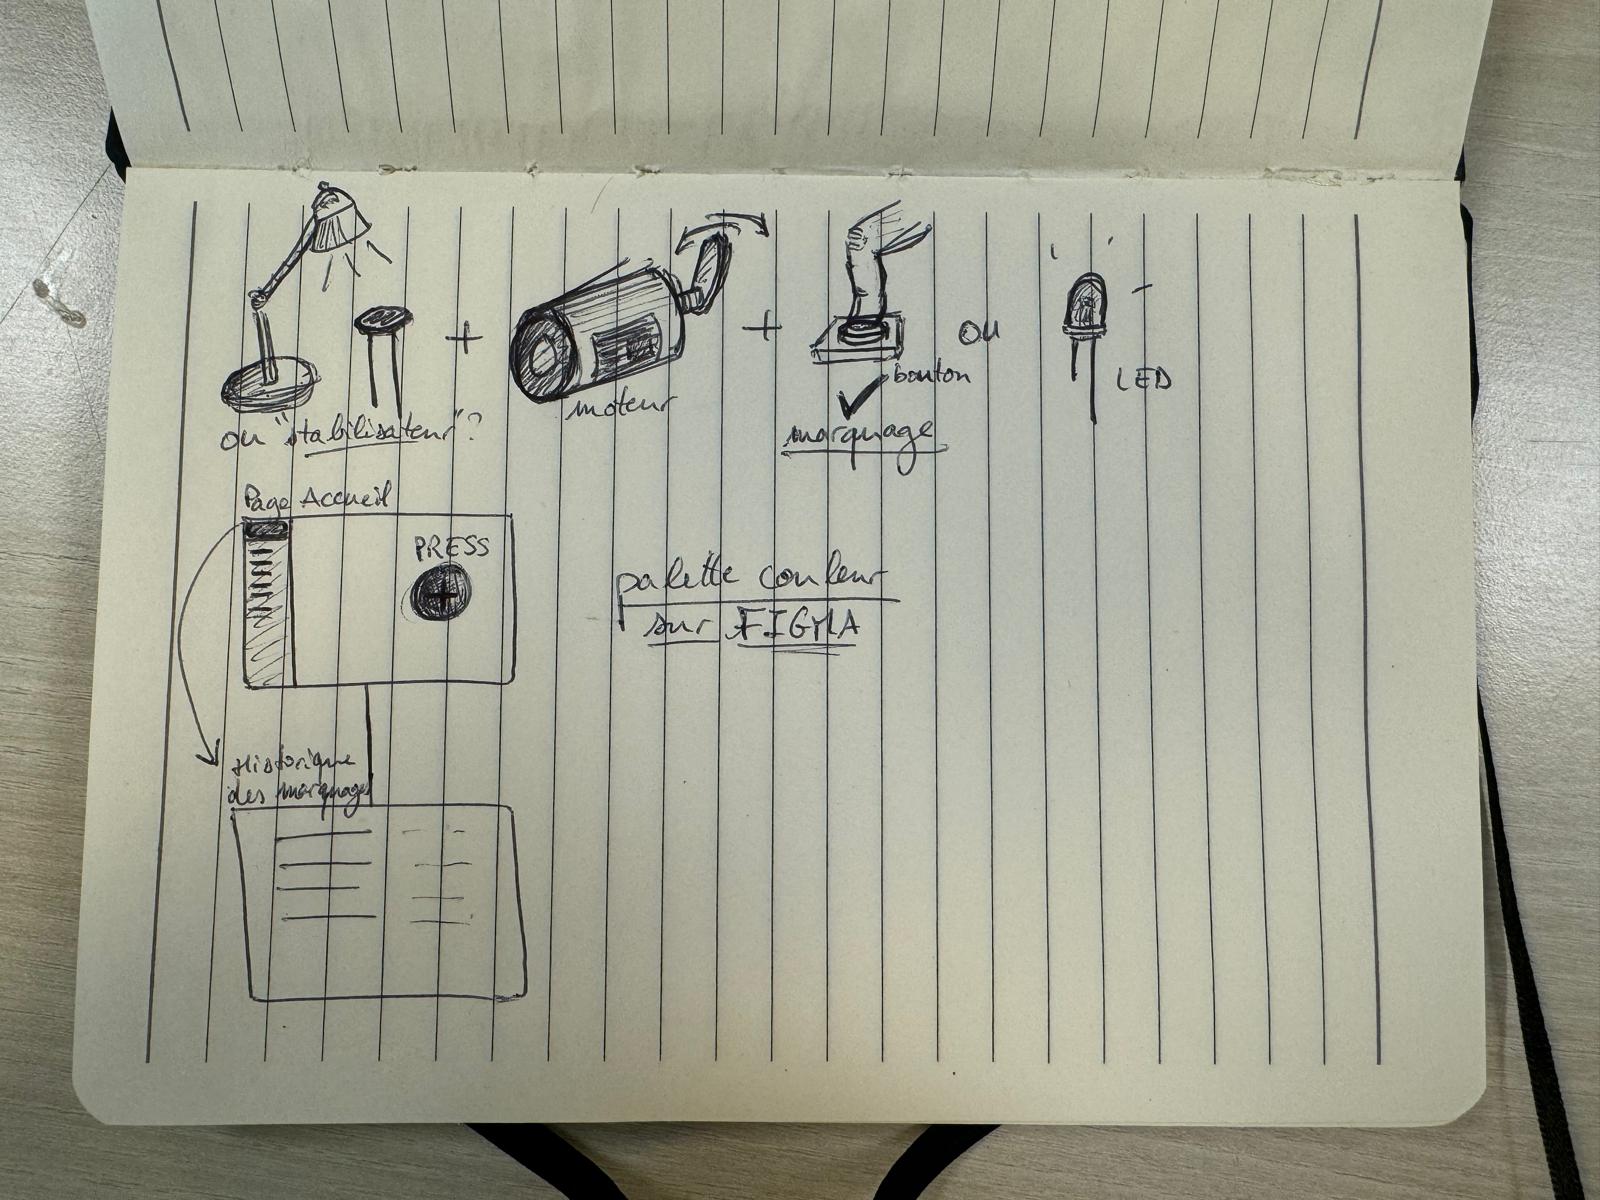 +
+
ou
bouton
LED
moteur
ou "stabilisateur"?
marquage
Page Accueil
PRESS
+
palette couleur
sur FIGMA
Historique
des marquages